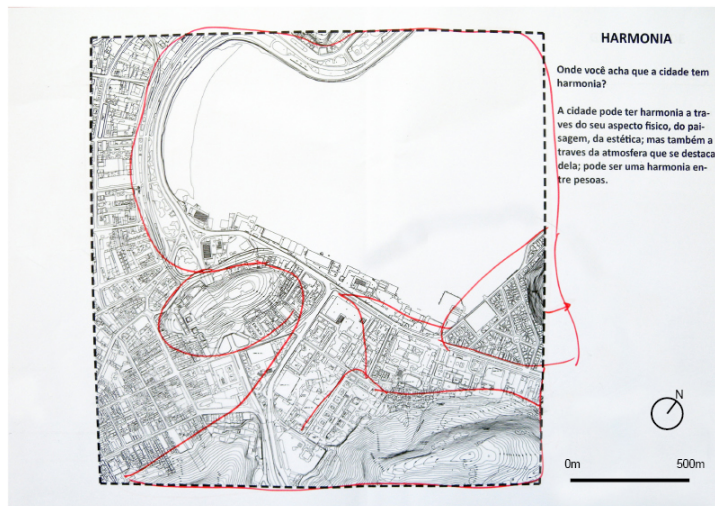 HARMONIA
Onde você acha que a cidade tem
harmonia?
A cidade pode ter harmonia a tra-
ves do seu aspecto fisico, do pai-
sagem, da estética; mas também a
traves da atmosfera que se destaca
dela; pode ser uma harmonia en-
tre pesoas.
N
0m 500m